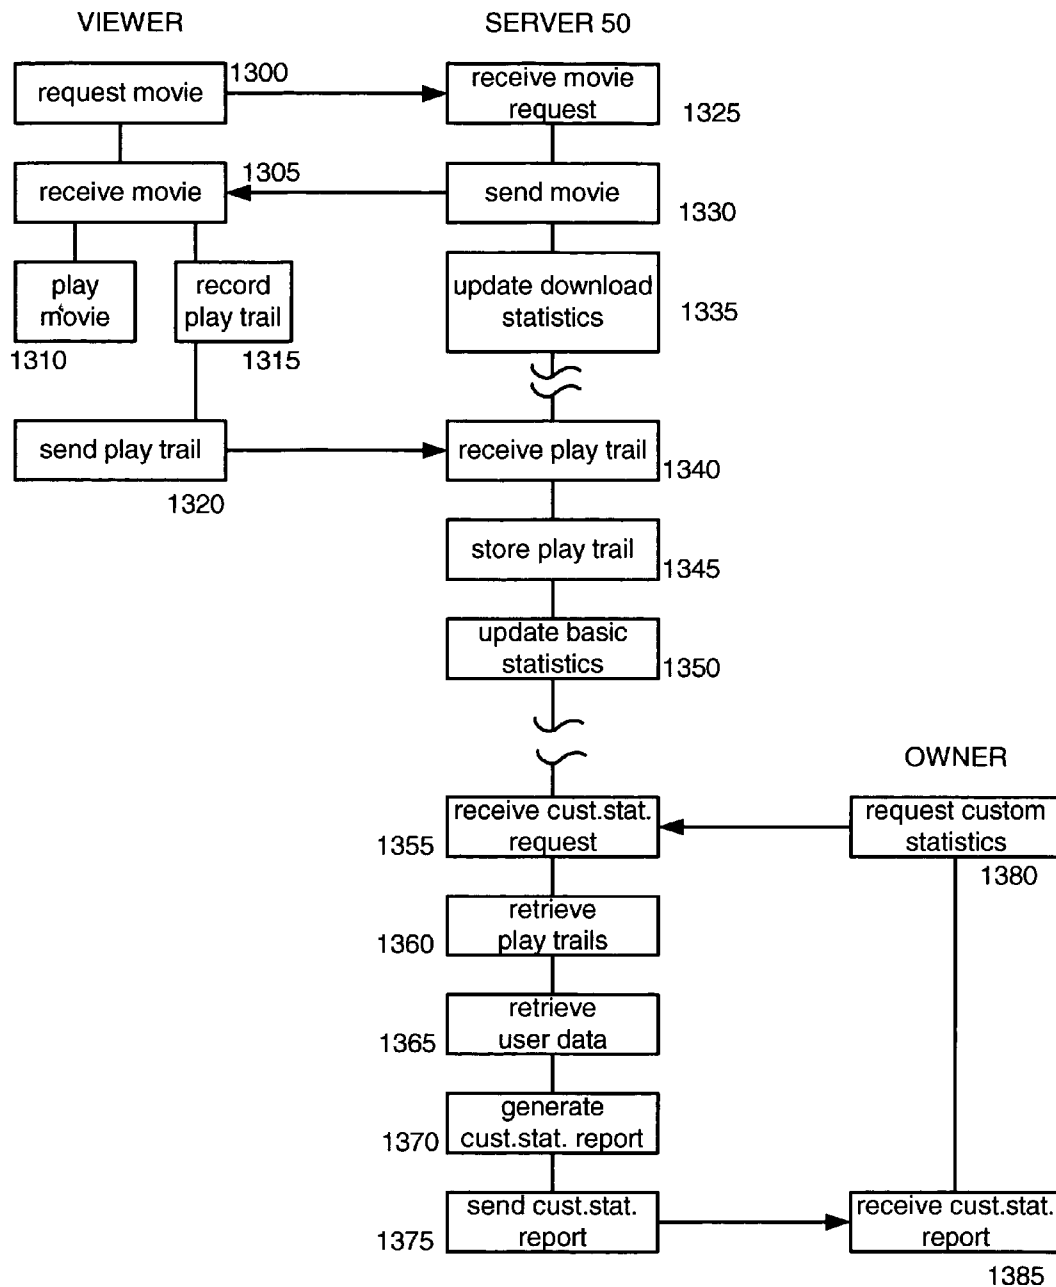 VIEWER
SERVER 50
request movie
1300
receive movie
request
1325
receive movie
1305
send movie
1330
play
movie
1310
record
play trail
1315
update download
statistics
1335
send play trail
1320
receive play trail
1340
store play trail
1345
update basic
statistics
1350
OWNER
receive cust.stat.
request
1355
request custom
statistics
1380
retrieve
play trails
1360
retrieve
user data
1365
generate
cust.stat. report
1370
send cust.stat.
report
1375
receive cust.stat.
report
1385